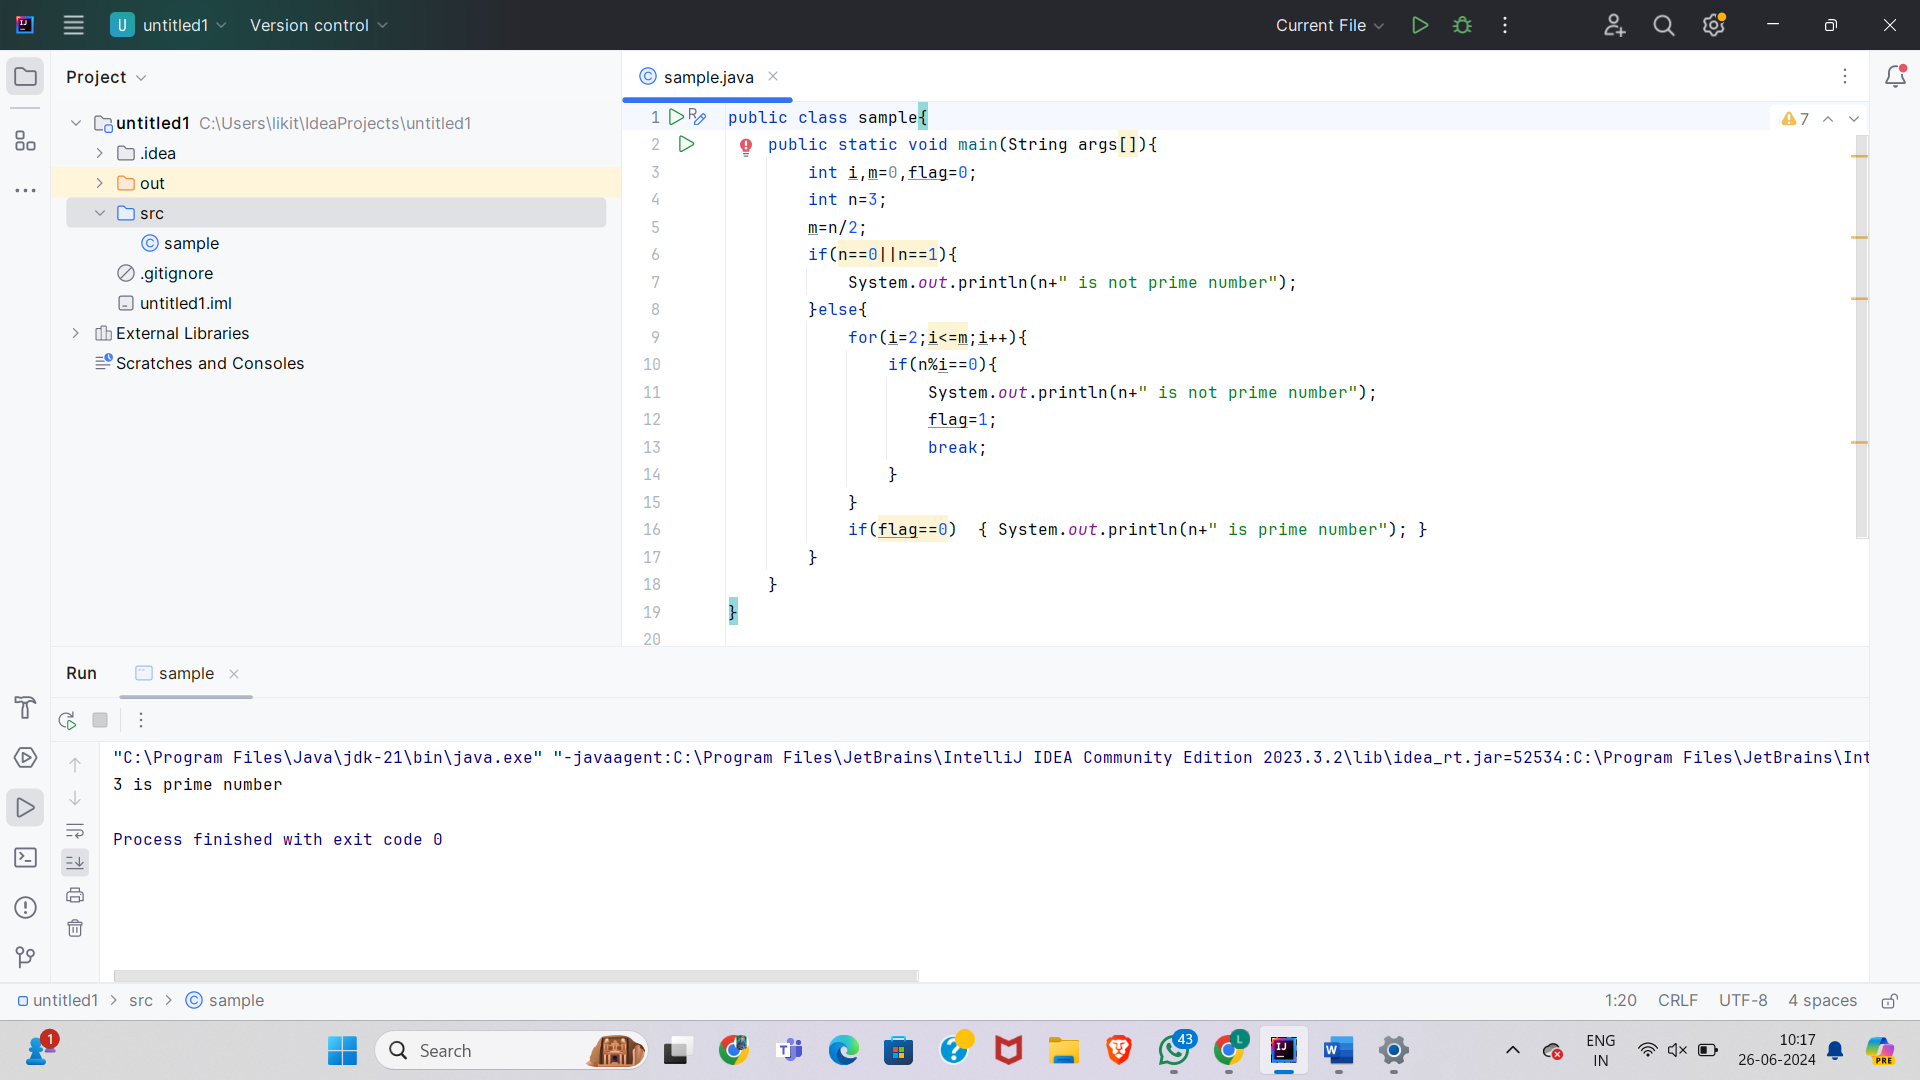 U untitled1 Version control Current File
Project
sample.java
untitled1 C:\Users\likit\IdeaProjects\untitled1
.idea
out
src
sample
.gitignore
untitled1.iml
External Libraries
Scratches and Consoles
7
1 public class sample{
2 public static void main(String args[]){
3 int i,m=0,flag=0;
4 int n=3;
5 m=n/2;
6 if(n==0||n==1){
7 System.out.println(n+" is not prime number");
8 }else{
9 for(i=2;i<=m;i++){
10 if(n%i==0){
11 System.out.println(n+" is not prime number");
12 flag=1;
13 break;
14 }
15 }
16 if(flag==0)  { System.out.println(n+" is prime number"); }
17 }
18 }
19 }
20
Run sample
"C:\Program Files\Java\jdk-21\bin\java.exe" "-javaagent:C:\Program Files\JetBrains\IntelliJ IDEA Community Edition 2023.3.2\lib\idea_rt.jar=52534:C:\Program Files\JetBrains\Int
3 is prime number
Process finished with exit code 0
untitled1 > src > sample 1:20 CRLF UTF-8 4 spaces
1 Search 43 L ENG 10:17
IN 26-06-2024 PRE